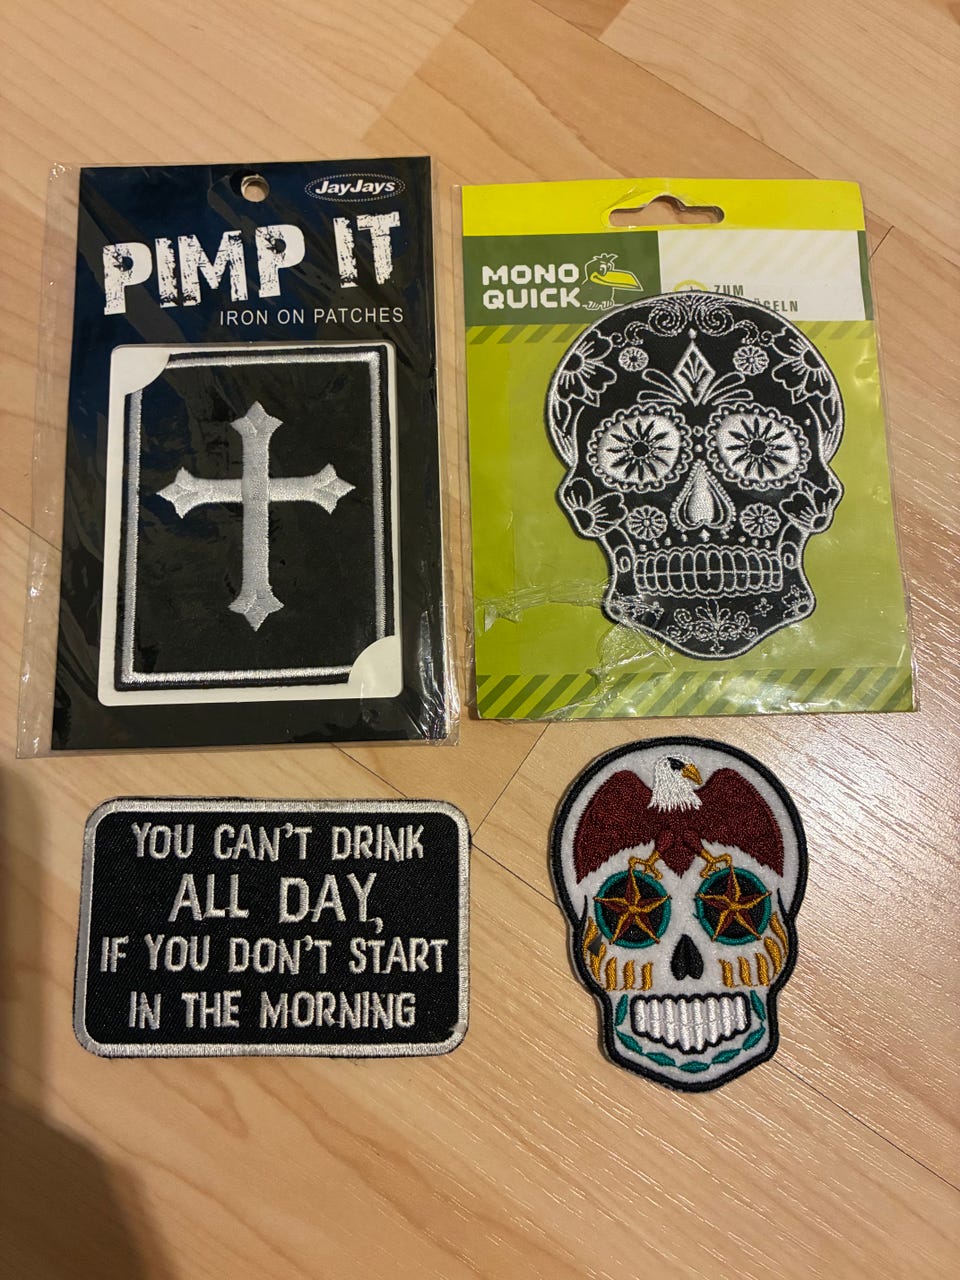 JayJays
PIMP IT
IRON ON PATCHES
MONO
QUICK
ZUM
YOU CAN'T DRINK
ALL DAY,
IF YOU DON'T START
IN THE MORNING